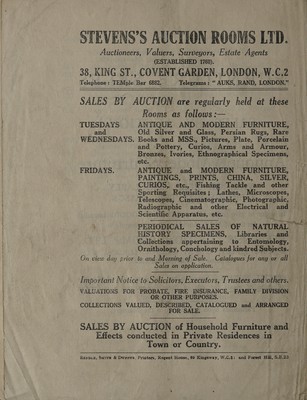 STEVENS'S AUCTION ROOMS LTD.
Auctioneers, Valuers, Surveyors, Estate Agents
(ESTABLISHED 1760).
38, KING ST., COVENT GARDEN, LONDON, W.C.2
Telephone: TEMple Bar 6882. Telegrams: "AUKS, RAND, LONDON."
SALES BY AUCTION are regularly held at these
Rooms as follows:—
TUESDAYS ANTIQUE AND MODERN FURNITURE,
and Old Silver and Glass, Persian Rugs, Rare
WEDNESDAYS. Books and MSS., Pictures, Plate, Porcelain
and Pottery, Curios, Arms and Armour,
Bronzes, Ivories, Ethnographical Specimens,
etc.
FRIDAYS. ANTIQUE and MODERN FURNITURE,
PAINTINGS, PRINTS, CHINA, SILVER,
CURIOS, etc., Fishing Tackle and other
Sporting Requisites; Lathes, Microscopes,
Telescopes, Cinematographic, Photographic,
Radiographic and other Electrical and
Scientific Apparatus, etc.
PERIODICAL SALES OF NATURAL
HISTORY SPECIMENS, Libraries and
Collections appertaining to Entomology,
Ornithology, Conchology and kindred Subjects.
On view day prior to and Morning of Sale. Catalogues for any or all
Sales on application.
Important Notice to Solicitors, Executors, Trustees and others.
VALUATIONS FOR PROBATE, FIRE INSURANCE, FAMILY DIVISION
OR OTHER PURPOSES.
COLLECTIONS VALUED, DESCRIBED, CATALOGUED and ARRANGED
FOR SALE.
SALES BY AUCTION of Household Furniture and
Effects conducted in Private Residences in
Town or Country.
Printers, Regent House, Kingsway, W.C.2; and Forest Hill, S.E.23